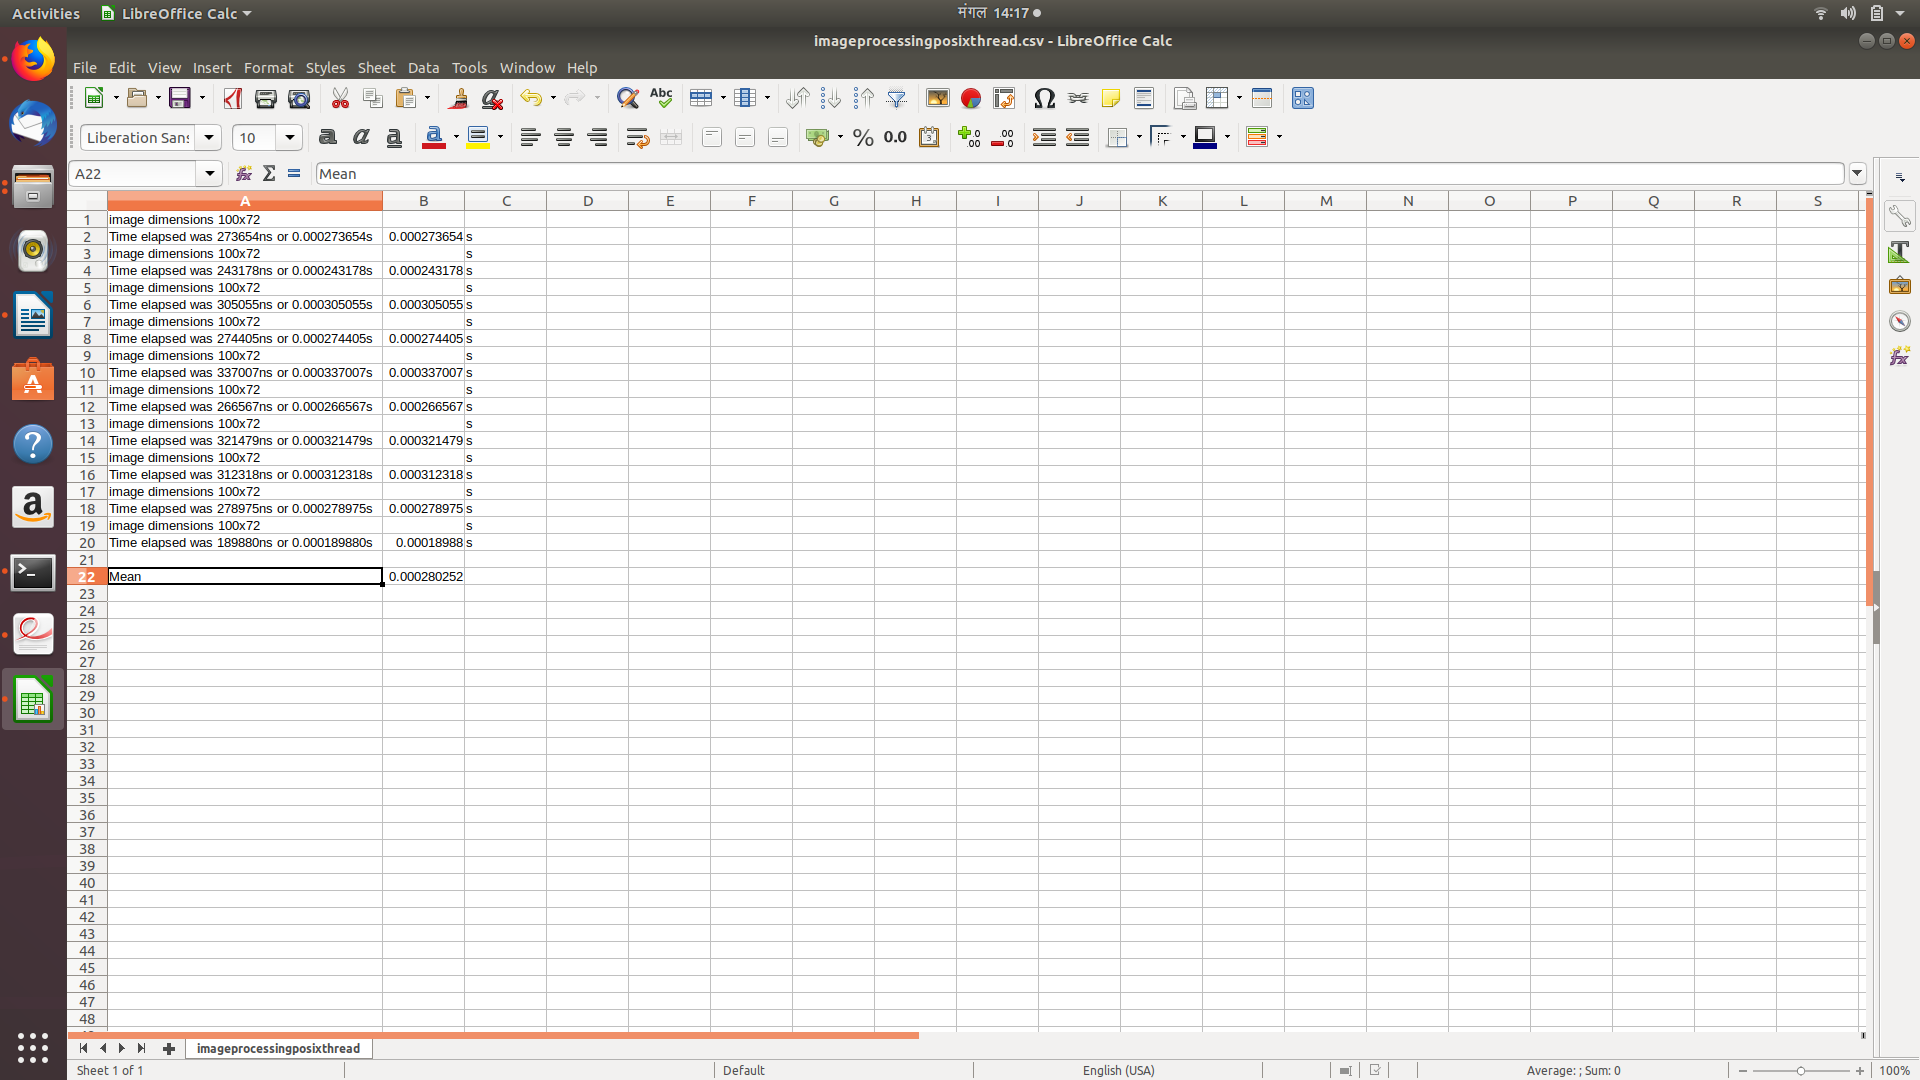 Activities LibreOffice Calc मंगल 14:17
imageprocessingposixthread.csv - LibreOffice Calc
File Edit View Insert Format Styles Sheet Data Tools Window Help
Liberation Sans 10
A22 Mean
A B C D E F G H I J K L M N O P Q R S
1 image dimensions 100x72
2 Time elapsed was 273654ns or 0.000273654s 0.000273654 s
3 image dimensions 100x72 s
4 Time elapsed was 243178ns or 0.000243178s 0.000243178 s
5 image dimensions 100x72 s
6 Time elapsed was 305055ns or 0.000305055s 0.000305055 s
7 image dimensions 100x72 s
8 Time elapsed was 274405ns or 0.000274405s 0.000274405 s
9 image dimensions 100x72 s
10 Time elapsed was 337007ns or 0.000337007s 0.000337007 s
11 image dimensions 100x72 s
12 Time elapsed was 266567ns or 0.000266567s 0.000266567 s
13 image dimensions 100x72 s
14 Time elapsed was 321479ns or 0.000321479s 0.000321479 s
15 image dimensions 100x72 s
16 Time elapsed was 312318ns or 0.000312318s 0.000312318 s
17 image dimensions 100x72 s
18 Time elapsed was 278975ns or 0.000278975s 0.000278975 s
19 image dimensions 100x72 s
20 Time elapsed was 189880ns or 0.000189880s 0.00018988 s
21
22 Mean 0.000280252
23
24
25
26
27
28
29
30
31
32
33
34
35
36
37
38
39
40
41
42
43
44
45
46
47
48
imageprocessingposixthread
Sheet 1 of 1 Default English (USA) Average: ; Sum: 0 100%